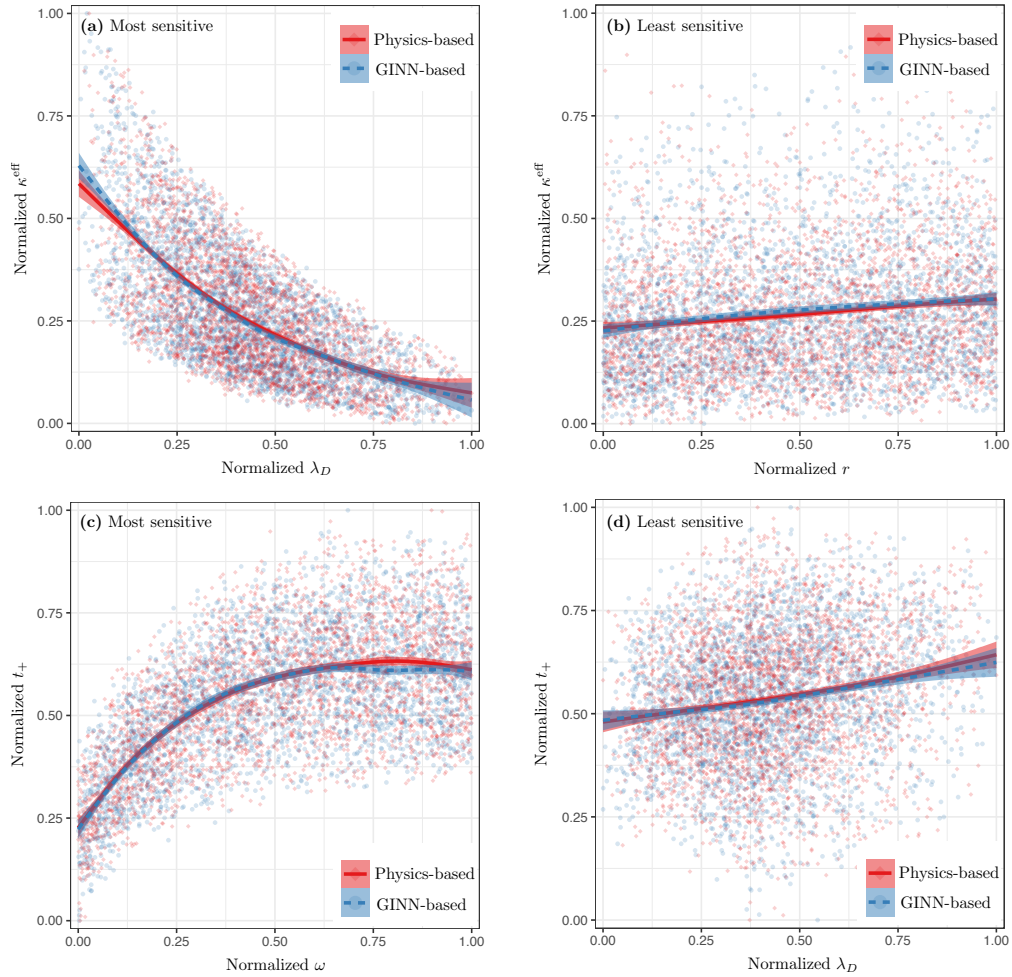 (a) Most sensitive
Physics-based
GINN-based
1.00
0.75
0.50
0.25
0.00
Normalized κ^eff
0.00 0.25 0.50 0.75 1.00
Normalized λ_D
(b) Least sensitive
Physics-based
GINN-based
1.00
0.75
0.50
0.25
0.00
Normalized κ^eff
0.00 0.25 0.50 0.75 1.00
Normalized r
(c) Most sensitive
1.00
0.75
0.50
0.25
0.00
Normalized t_+
Physics-based
GINN-based
0.00 0.25 0.50 0.75 1.00
Normalized ω
(d) Least sensitive
1.00
0.75
0.50
0.25
0.00
Normalized t_+
Physics-based
GINN-based
0.00 0.25 0.50 0.75 1.00
Normalized λ_D